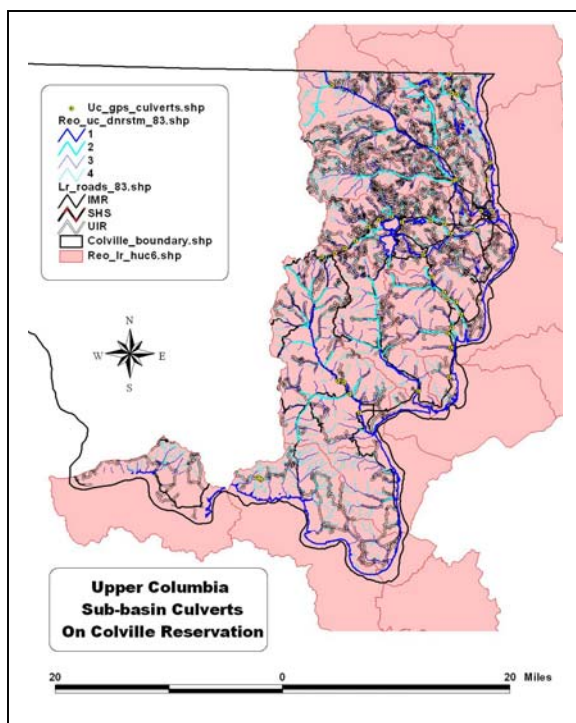 Uc_gps_culverts.shp
Reo_uc_dnrstm_83.shp
1
2
3
4
Lr_roads_83.shp
IMR
SHS
UIR
Colville_boundary.shp
Reo_lr_huc6.shp
N
W E
S
Upper Columbia
Sub-basin Culverts
On Colville Reservation
20 0 20 Miles